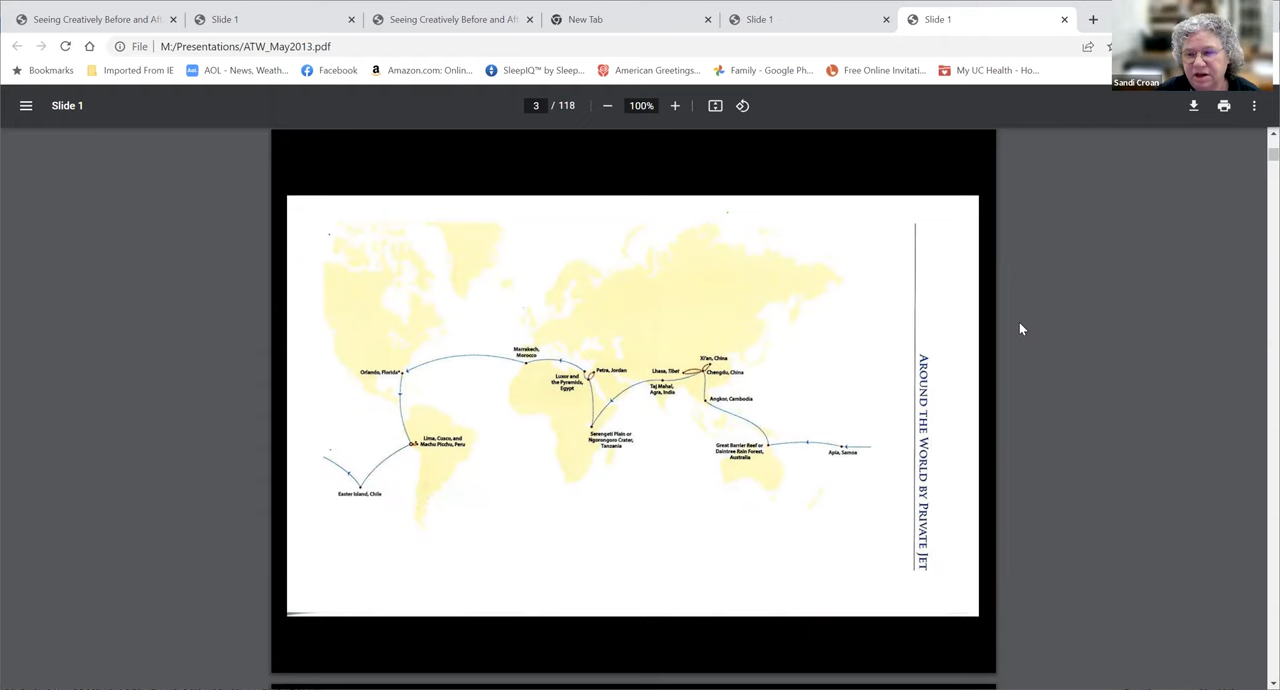 Seeing Creatively Before and Aft
Slide 1
Seeing Creatively Before and Aft
New Tab
Slide 1
Slide 1
File
M:/Presentations/ATW_May2013.pdf
Bookmarks
Imported From IE
AOL - News, Weath...
Facebook
Amazon.com: Onlin...
SleepIQ™ by Sleep...
American Greetings...
Family - Google Ph...
Free Online Invitati...
My UC Health - Ho...
Sandi Croan
Slide 1
3 / 118
100%
Marrakech,
Morocco
Xi'an, China
Orlando, Florida*
Luxor and
the Pyramids,
Egypt
Petra, Jordan
Lhasa, Tibet
Chengdu, China
Taj Mahal,
Agra, India
Angkor, Cambodia
Lima, Cusco, and
Machu Picchu, Peru
Serengeti Plain or
Ngorongoro Crater,
Tanzania
Great Barrier Reef or
Daintree Rain Forest,
Australia
Apia, Samoa
Easter Island, Chile
AROUND THE WORLD BY PRIVATE JET